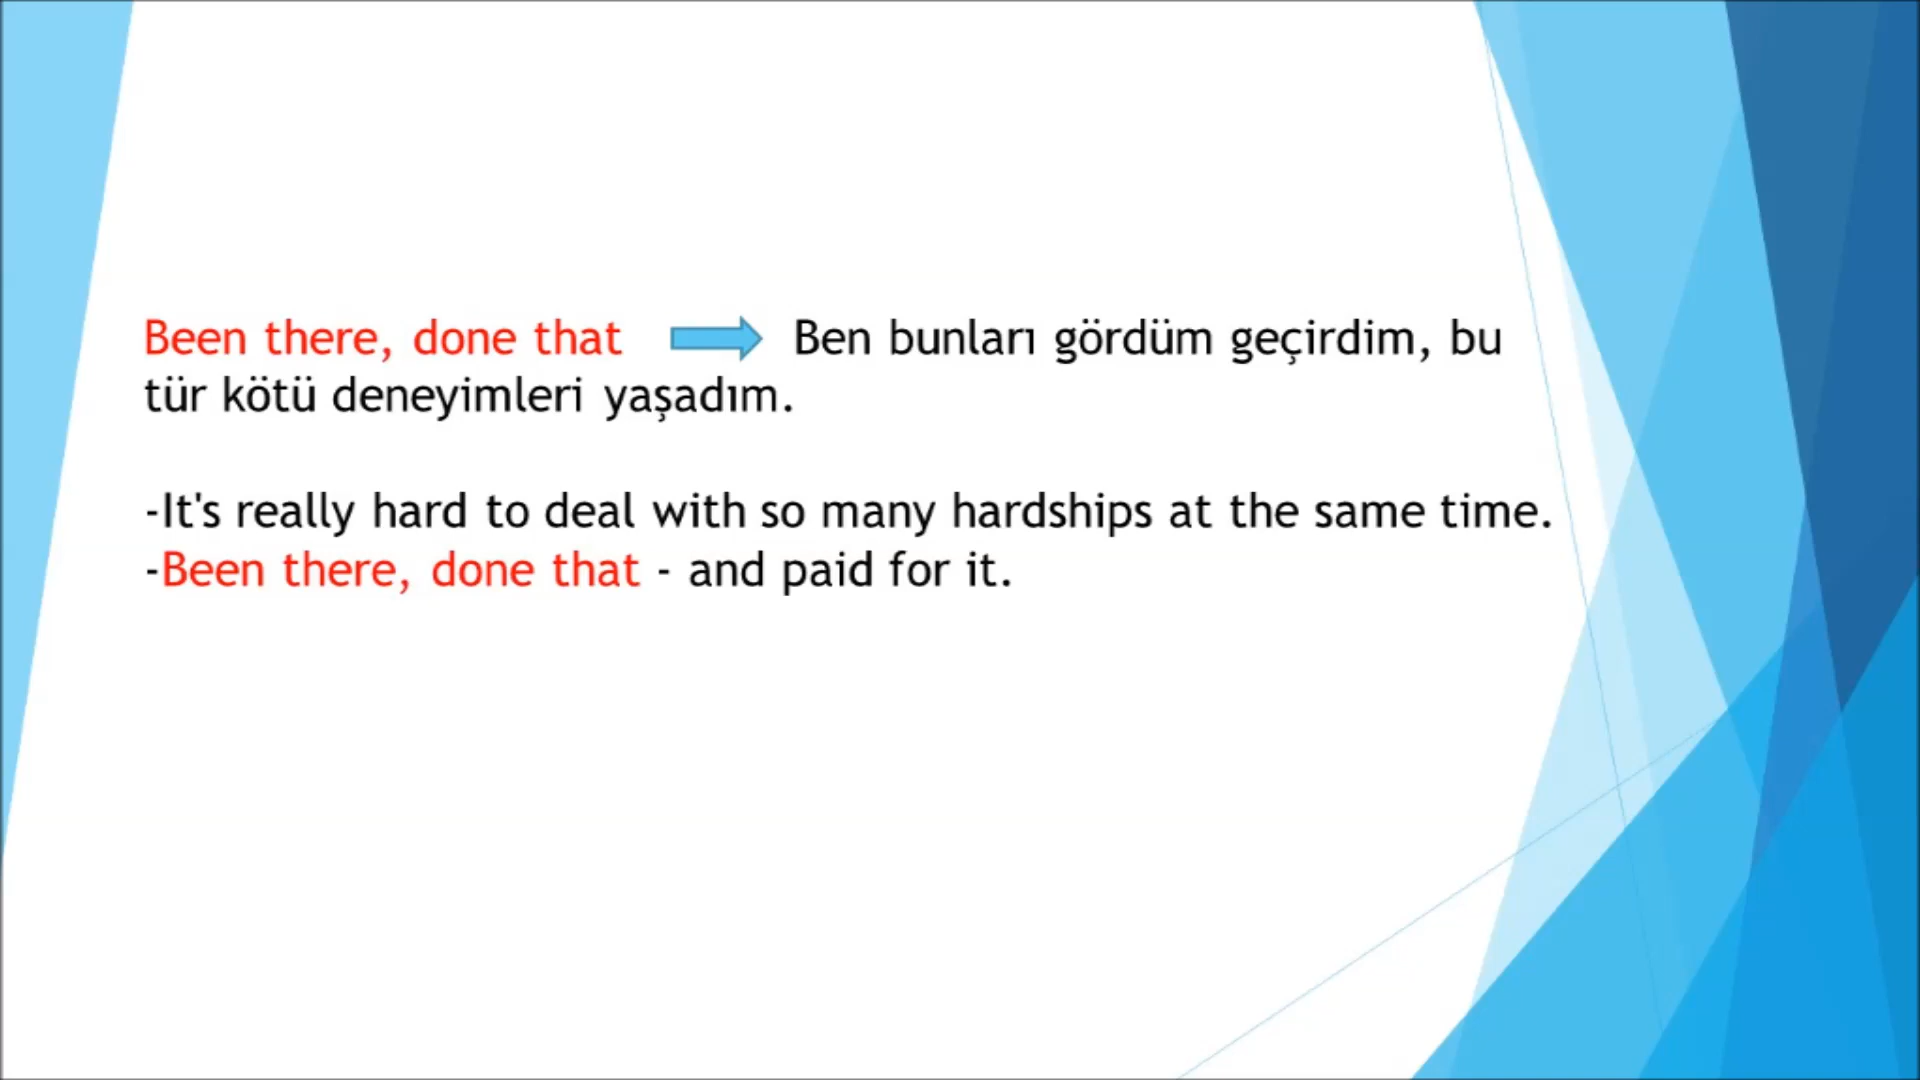 Been there, done that Ben bunları gördüm geçirdim, bu
tür kötü deneyimleri yaşadım.
-It's really hard to deal with so many hardships at the same time.
-Been there, done that - and paid for it.